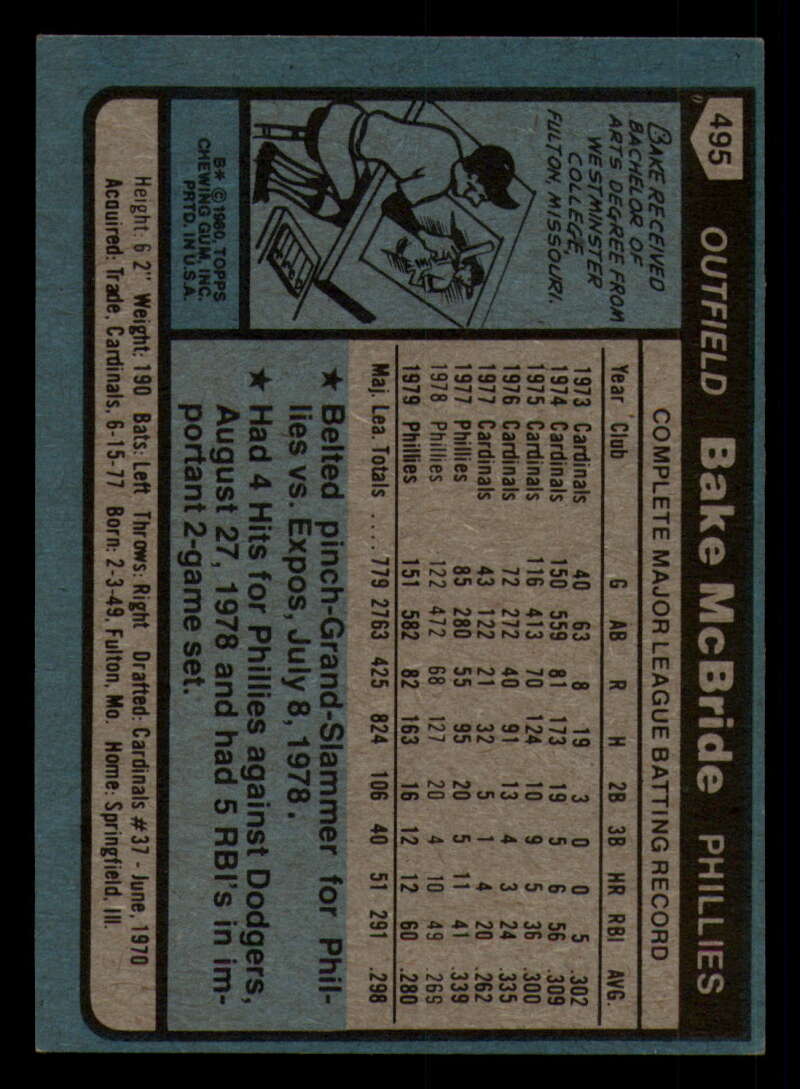 495 OUTFIELD Bake McBride PHILLIES
BAKE RECEIVED
BACHELOR OF
ARTS DEGREE FROM
WESTMINSTER
COLLEGE,
FULTON, MISSOURI.
B* © 1980, TOPPS
CHEWING GUM, INC.
PRTD. IN U.S.A.
COMPLETE MAJOR LEAGUE BATTING RECORD
Year Club G AB R H 2B 3B HR RBI AVG.
1973 Cardinals 40 63 8 19 3 0 0 5 .302
1974 Cardinals 150 559 81 173 19 5 6 56 .309
1975 Cardinals 116 413 70 124 10 9 5 36 .300
1976 Cardinals 72 272 40 91 13 4 3 24 .335
1977 Cardinals 43 122 21 32 5 1 4 20 .262
1977 Phillies 85 280 55 95 20 5 11 41 .339
1978 Phillies 122 472 68 127 20 4 10 49 .269
1979 Phillies 151 582 82 163 16 12 12 60 .280
Maj. Lea. Totals .... 779 2763 425 824 106 40 51 291 .298
★ Belted pinch-Grand-Slammer for Phil-
lies vs. Expos, July 8, 1978.
★ Had 4 Hits for Phillies against Dodgers,
August 27, 1978 and had 5 RBI's in im-
portant 2-game set.
Height: 6 2" Weight: 190 Bats: Left Throws: Right Drafted: Cardinals #37 - June, 1970
Acquired: Trade, Cardinals, 6-15-77 Born: 2-3-49, Fulton, Mo. Home: Springfield, Ill.